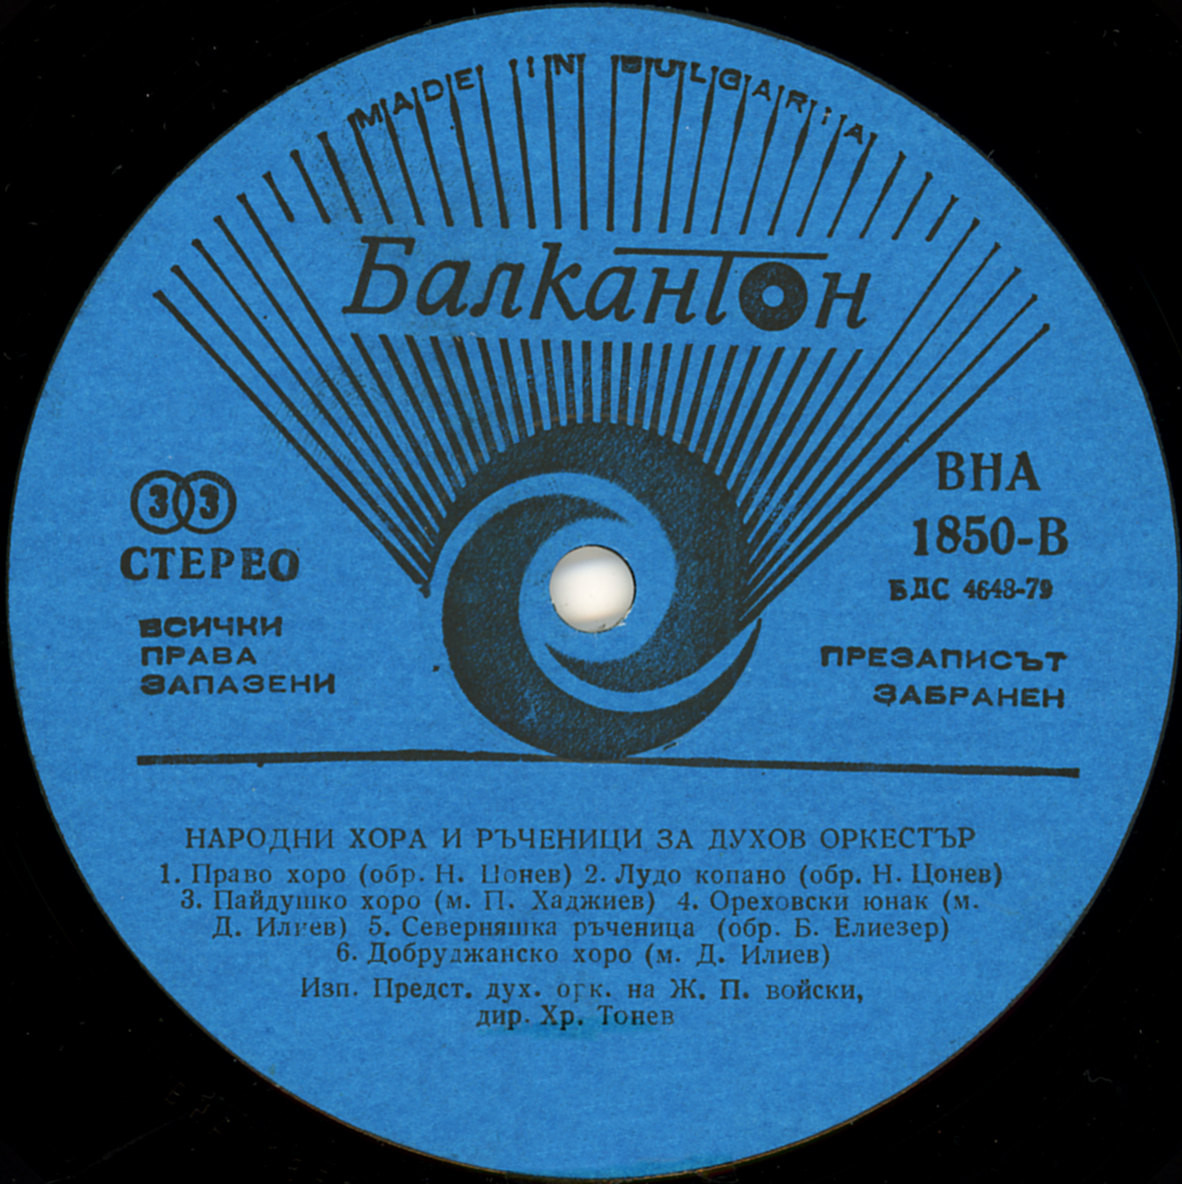 MADE IN BULGARIA
Балкантон
33
СТЕРЕО
ВСИЧКИ
ПРАВА
ЗАПАЗЕНИ
ВНА
1850-В
БДС 4648-79
ПРЕЗАПИСЪТ
ЗАБРАНЕН
НАРОДНИ ХОРА И РЪЧЕНИЦИ ЗА ДУХОВ ОРКЕСТЪР
1. Право хоро (обр. Н. Цонев) 2. Лудо копано (обр. Н. Цонев)
3. Пайдушко хоро (м. П. Хаджиев) 4. Ореховски юнак (м.
Д. Илиев) 5. Северняшка ръченица (обр. Б. Елиезер)
6. Добруджанско хоро (м. Д. Илиев)
Изп. Предст. дух. орк. на Ж. П. войски,
дир. Хр. Тонев